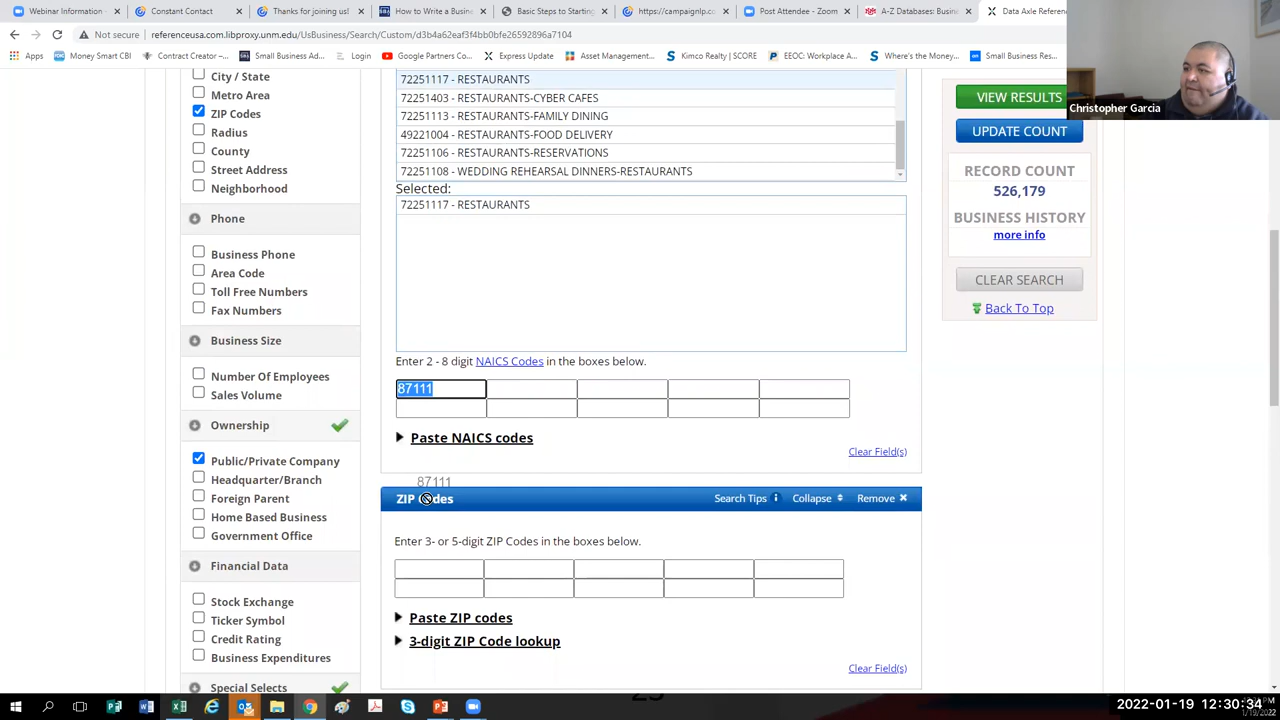 Webinar Information -
Constant Contact
Thanks for joining us!
How to Write a Busine
Basic Steps to Starting
https://campaignlp.co
Post Attendee - Zoom
A-Z Databases: Busine
Data Axle Referen
referenceusa.com.libproxy.unm.edu/UsBusiness/Search/Custom/d3b4a62eaf3f4bb0bfe26592896a7104
Apps
Money Smart CBI
Contract Creator –...
Small Business Ad...
Login
Google Partners Co...
Express Update
Asset Management...
Kimco Realty | SCORE
EEOC: Workplace A...
Where's the Money...
Small Business Res...
Christopher Garcia
City / State
Metro Area
ZIP Codes
Radius
County
Street Address
Neighborhood
Phone
Business Phone
Area Code
Toll Free Numbers
Fax Numbers
Business Size
Number Of Employees
Sales Volume
Ownership
Public/Private Company
Headquarter/Branch
Foreign Parent
Home Based Business
Government Office
Financial Data
Stock Exchange
Ticker Symbol
Credit Rating
Business Expenditures
Special Selects
72251117 - RESTAURANTS
72251403 - RESTAURANTS-CYBER CAFES
72251113 - RESTAURANTS-FAMILY DINING
49221004 - RESTAURANTS-FOOD DELIVERY
72251106 - RESTAURANTS-RESERVATIONS
72251108 - WEDDING REHEARSAL DINNERS-RESTAURANTS
Selected:
72251117 - RESTAURANTS
Enter 2 - 8 digit NAICS Codes in the boxes below.
87111
Paste NAICS codes
Clear Field(s)
87111
ZIP Codes
Search Tips
Collapse
Remove
Enter 3- or 5-digit ZIP Codes in the boxes below.
Paste ZIP codes
3-digit ZIP Code lookup
Clear Field(s)
VIEW RESULTS
UPDATE COUNT
RECORD COUNT
526,179
BUSINESS HISTORY
more info
CLEAR SEARCH
Back To Top
2022-01-19 12:30:34